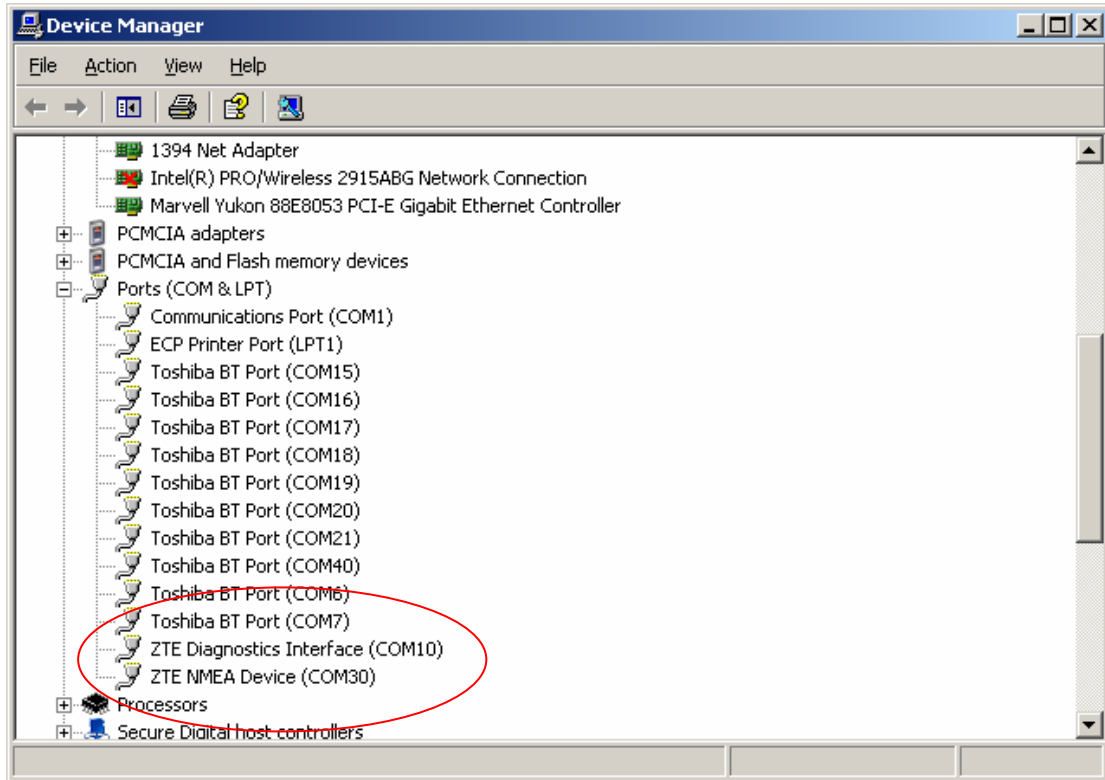 Device Manager
File Action View Help
1394 Net Adapter
Intel(R) PRO/Wireless 2915ABG Network Connection
Marvell Yukon 88E8053 PCI-E Gigabit Ethernet Controller
PCMCIA adapters
PCMCIA and Flash memory devices
Ports (COM & LPT)
Communications Port (COM1)
ECP Printer Port (LPT1)
Toshiba BT Port (COM15)
Toshiba BT Port (COM16)
Toshiba BT Port (COM17)
Toshiba BT Port (COM18)
Toshiba BT Port (COM19)
Toshiba BT Port (COM20)
Toshiba BT Port (COM21)
Toshiba BT Port (COM40)
Toshiba BT Port (COM6)
Toshiba BT Port (COM7)
ZTE Diagnostics Interface (COM10)
ZTE NMEA Device (COM30)
Processors
Secure Digital host controllers